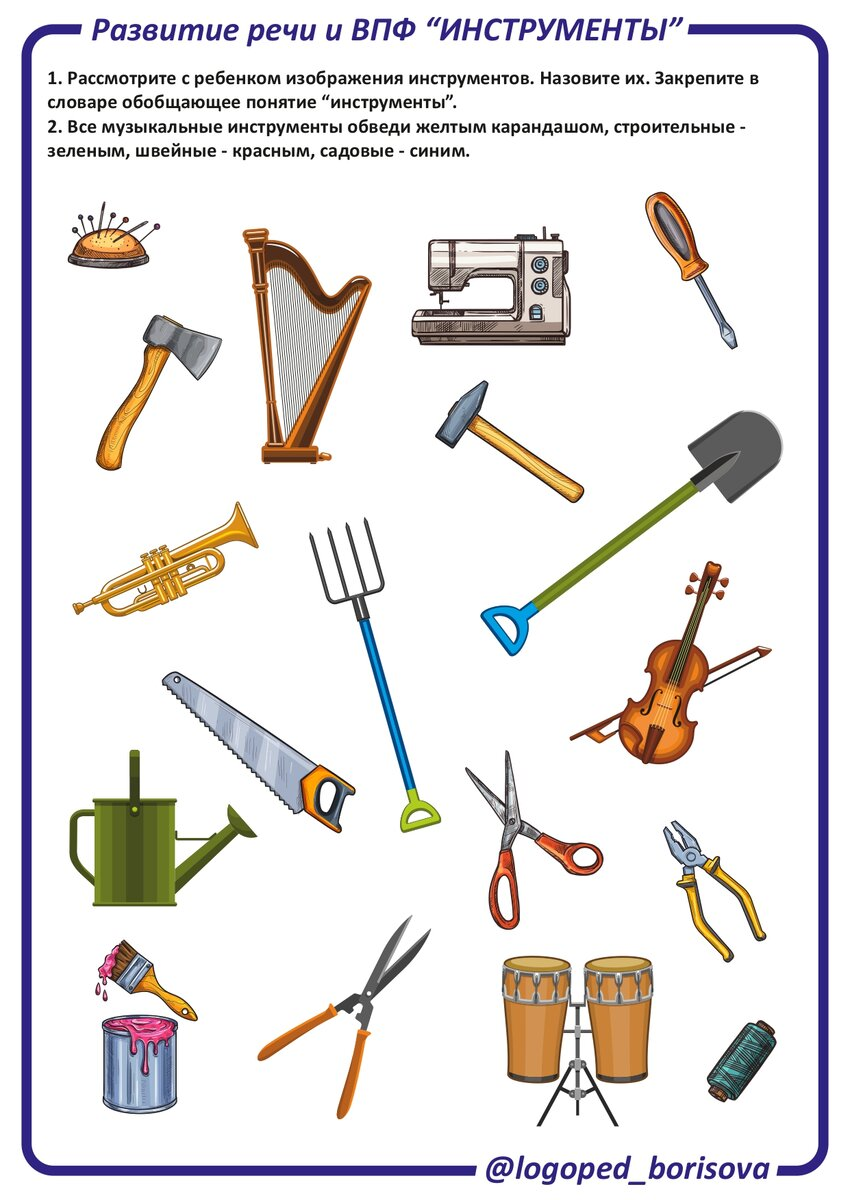 Развитие речи и ВПФ “ИНСТРУМЕНТЫ”
1. Рассмотрите с ребенком изображения инструментов. Назовите их. Закрепите в
словаре обобщающее понятие “инструменты”.
2. Все музыкальные инструменты обведи желтым карандашом, строительные -
зеленым, швейные - красным, садовые - синим.
@logoped_borisova